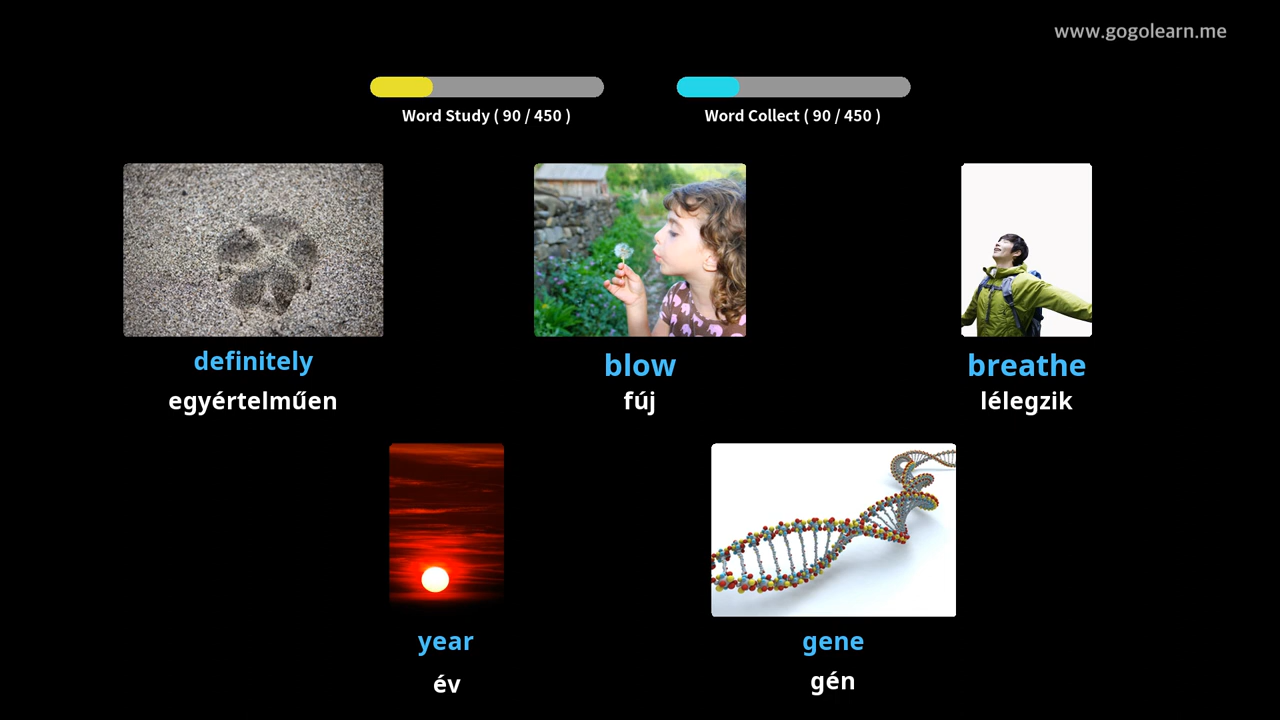 www.gogolearn.me
Word Study ( 90 / 450 )
Word Collect ( 90 / 450 )
definitely
egyértelműen
blow
fúj
breathe
lélegzik
year
év
gene
gén